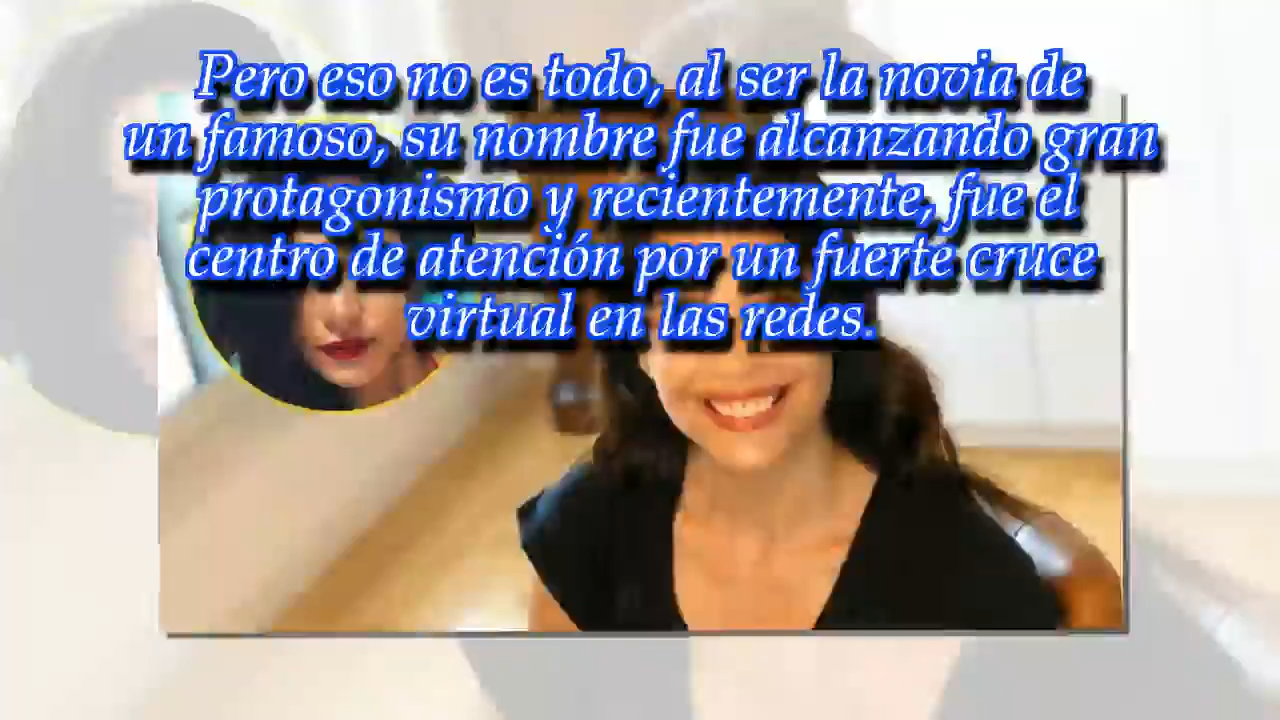 Pero eso no es todo, al ser la novia de
un famoso, su nombre fue alcanzando gran
protagonismo y recientemente, fue el
centro de atención por un fuerte cruce
virtual en las redes.